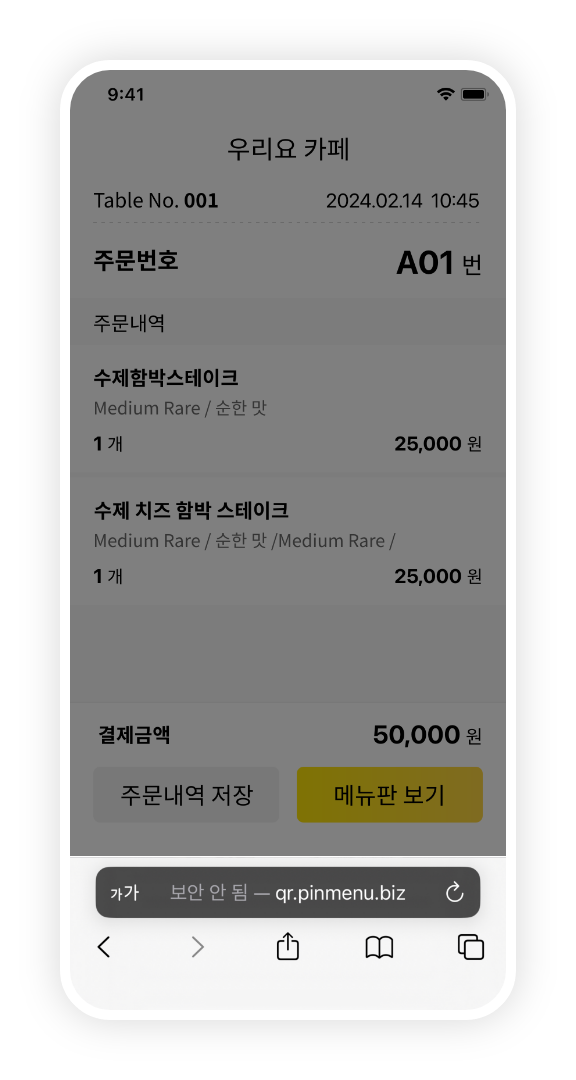 9:41
우리요 카페
Table No. 001 2024.02.14 10:45
주문번호 A01 번
주문내역
수제함박스테이크
Medium Rare / 순한 맛
1 개 25,000 원
수제 치즈 함박 스테이크
Medium Rare / 순한 맛 /Medium Rare /
1 개 25,000 원
결제금액 50,000 원
주문내역 저장 메뉴판 보기
가가 보안 안 됨 — qr.pinmenu.biz